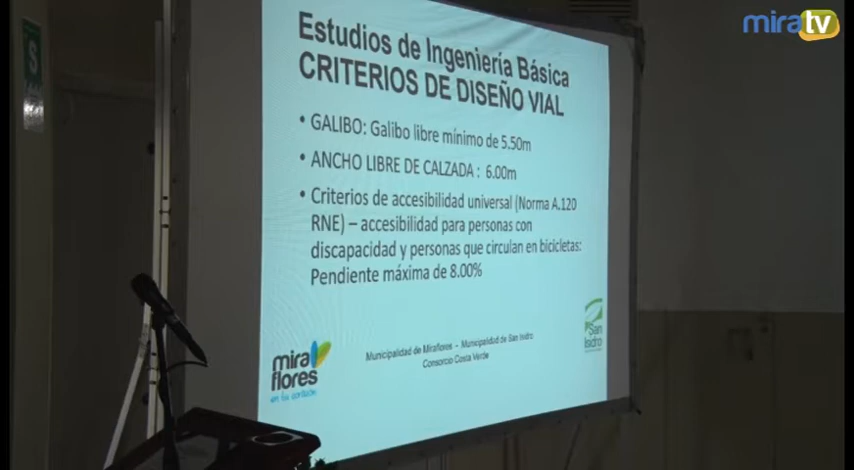 miratv
S
Estudios de Ingeniería Básica
CRITERIOS DE DISEÑO VIAL
• GALIBO: Galibo libre mínimo de 5.50m
• ANCHO LIBRE DE CALZADA : 6.00m
• Criterios de accesibilidad universal (Norma A.120
RNE) – accesibilidad para personas con
discapacidad y personas que circulan en bicicletas:
Pendiente máxima de 8.00%
Municipalidad de Miraflores - Municipalidad de San Isidro
Consorcio Costa Verde
mira
flores
en tu corazón
San
Isidro